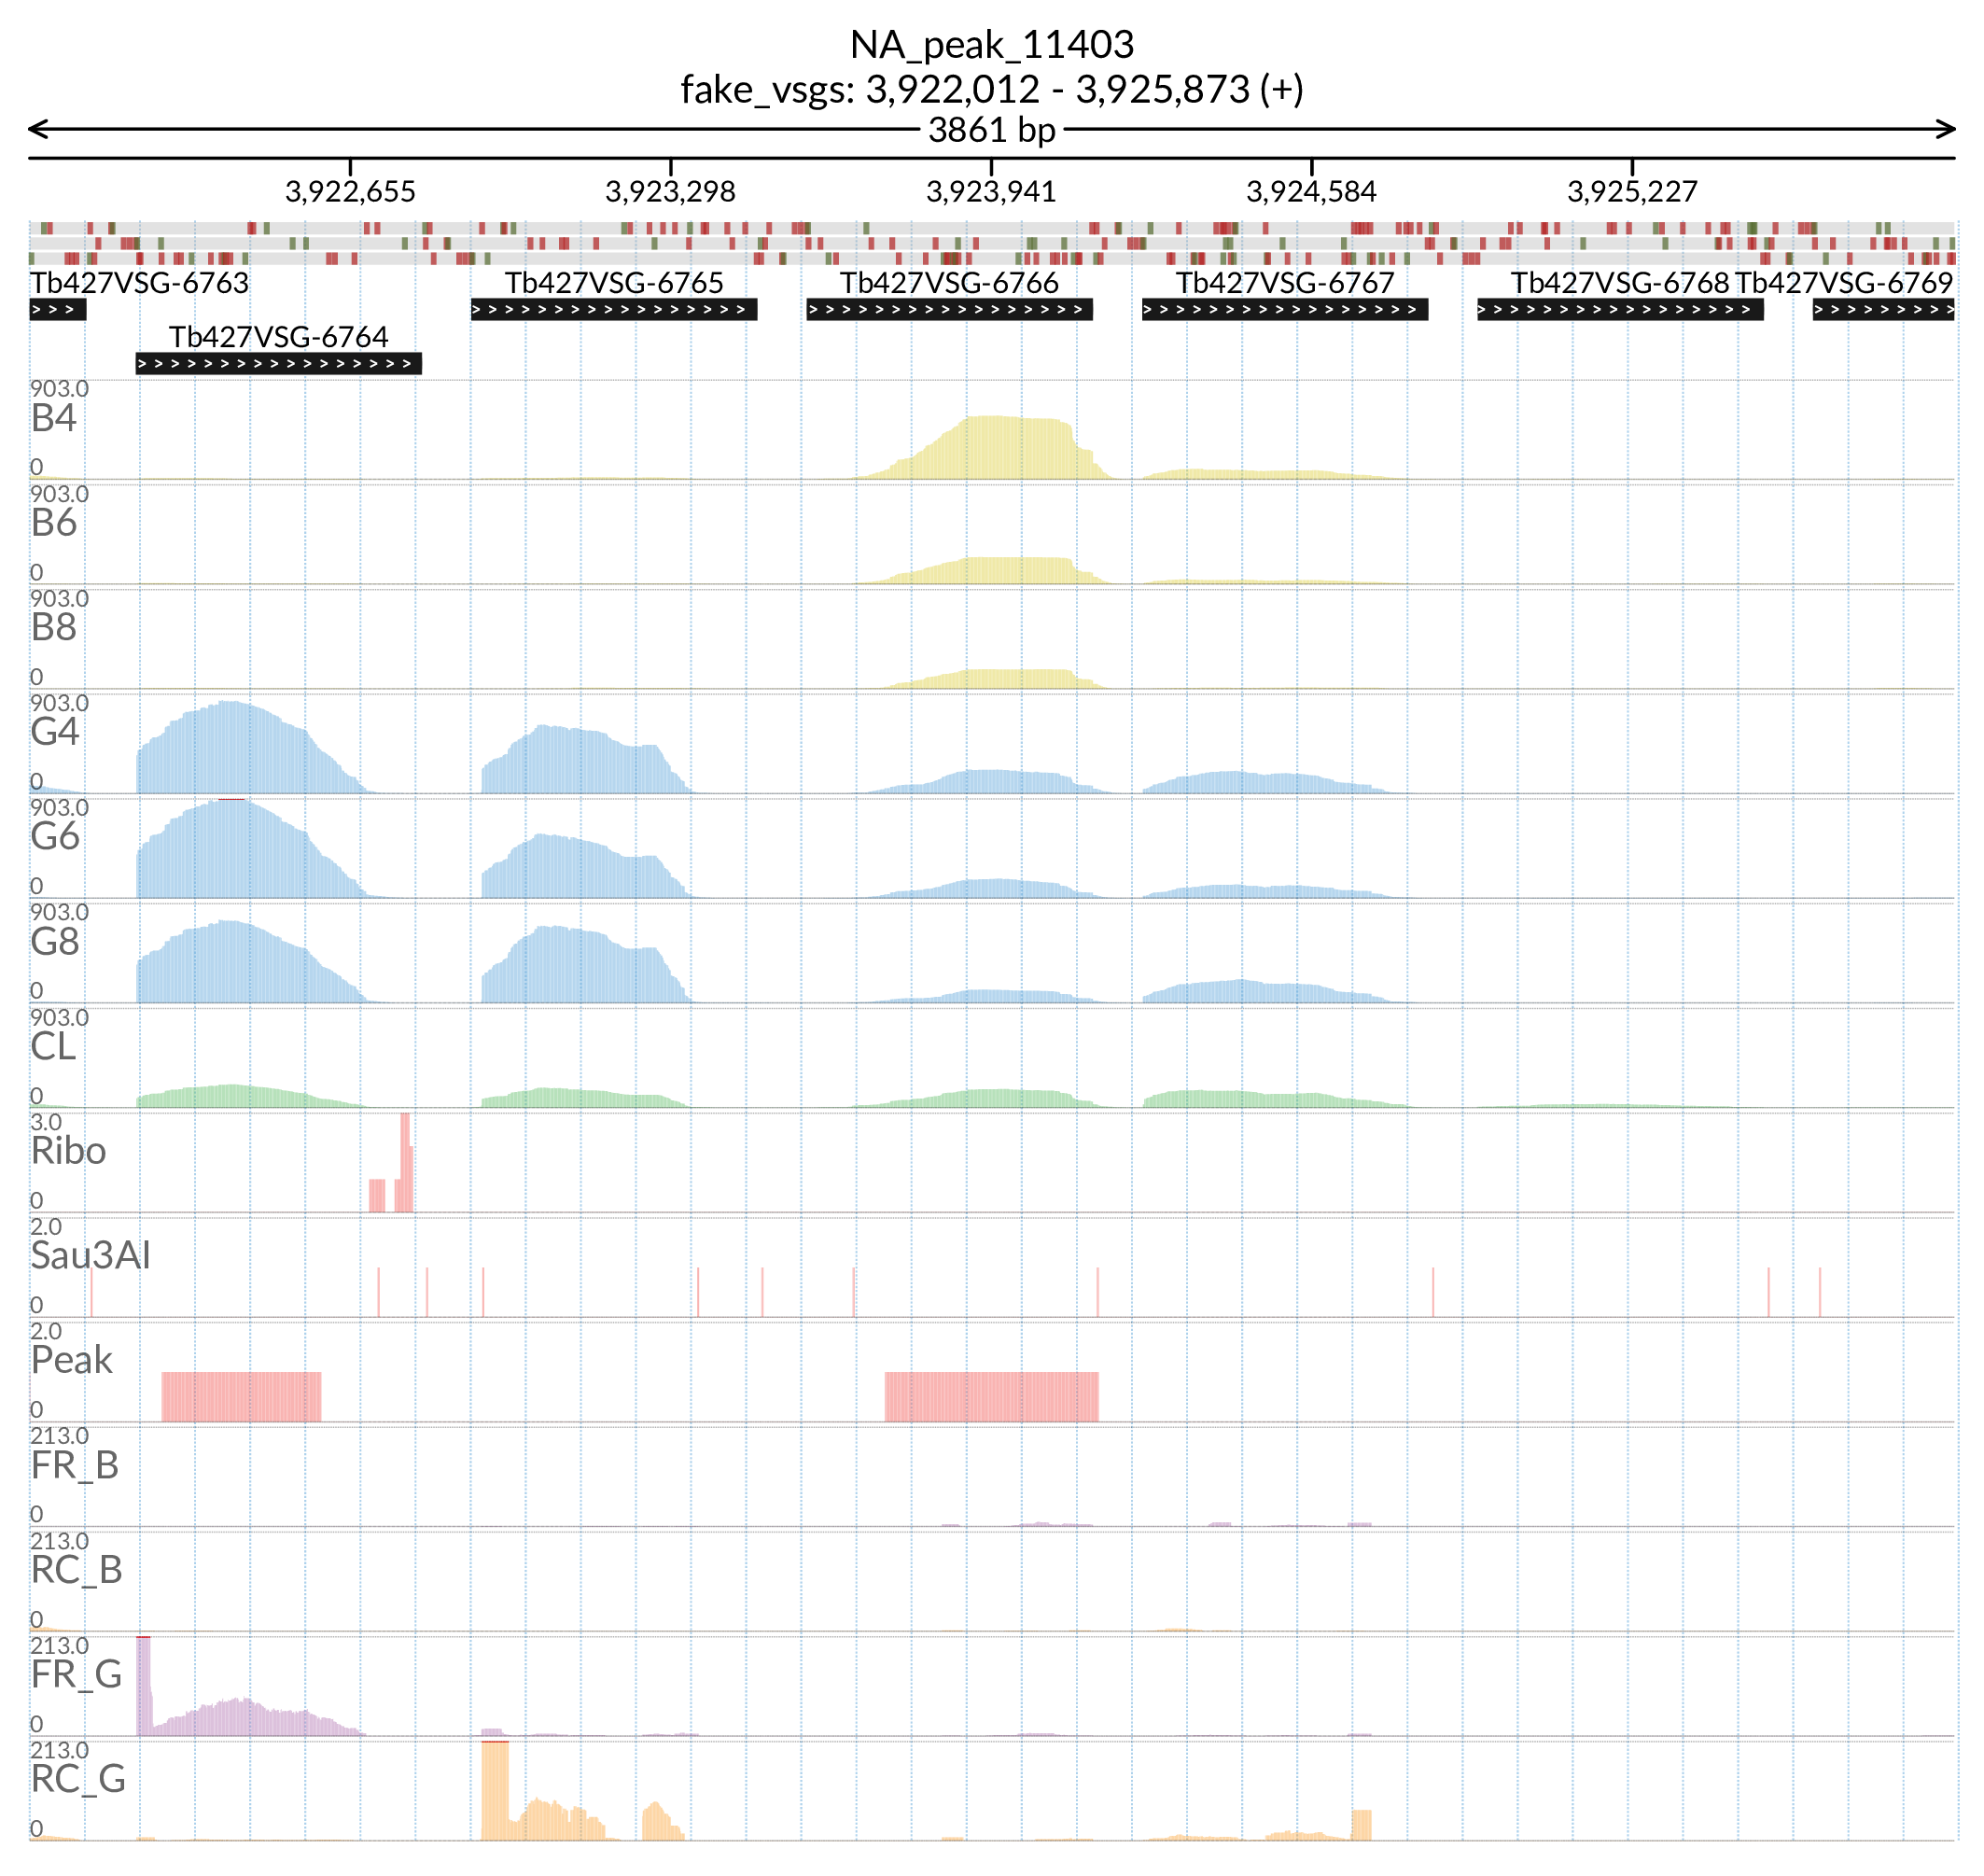 NA_peak_11403
fake_vsgs: 3,922,012 - 3,925,873 (+)
3861 bp
3,922,655 3,923,298 3,923,941 3,924,584 3,925,227
Tb427VSG-6763 Tb427VSG-6765 Tb427VSG-6766 Tb427VSG-6767 Tb427VSG-6768 Tb427VSG-6769
Tb427VSG-6764
903.0
B4
0
903.0
B6
0
903.0
B8
0
903.0
G4
0
903.0
G6
0
903.0
G8
0
903.0
CL
0
3.0
Ribo
0
2.0
Sau3AI
0
2.0
Peak
0
213.0
FR_B
0
213.0
RC_B
0
213.0
FR_G
0
213.0
RC_G
0